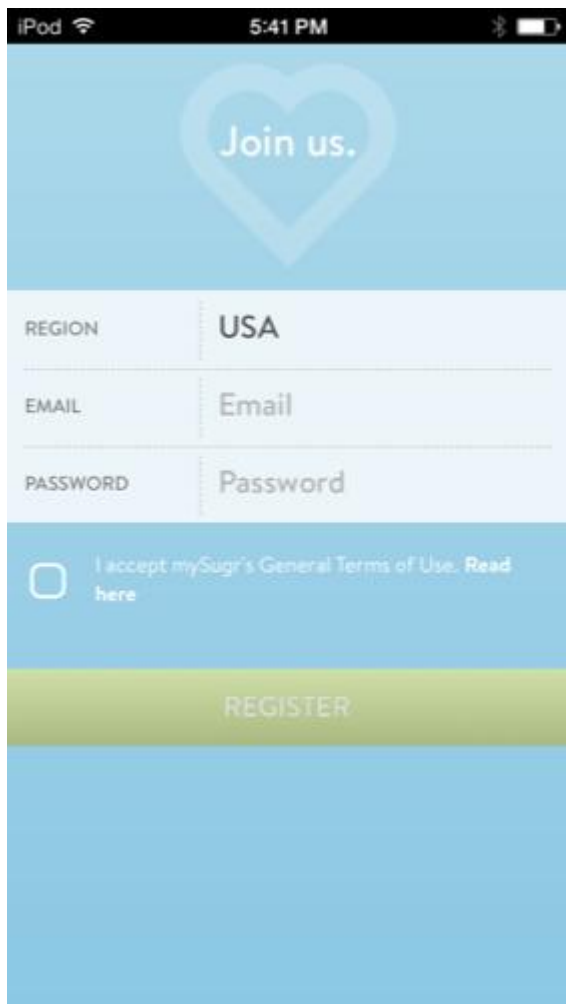 iPod 5:41 PM
Join us.
REGION USA
EMAIL Email
PASSWORD Password
I accept mySugr's General Terms of Use. Read
here
REGISTER